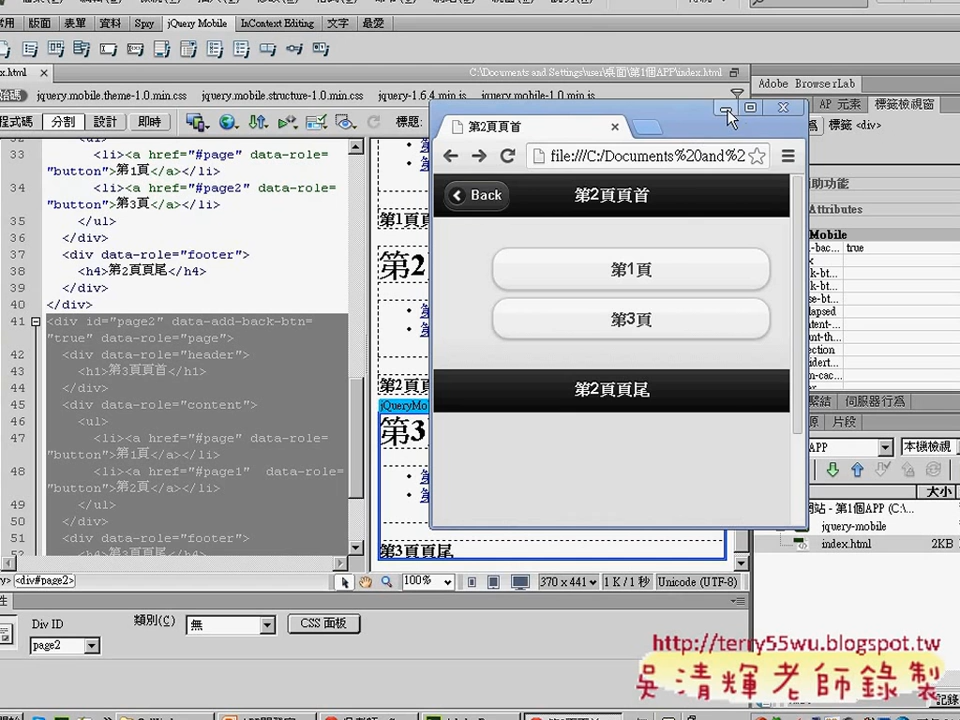 版面 表單 資料 Spy jQuery Mobile InContext Editing 文字 最愛
C:\Documents and Settings\user\桌面\第1個APP\index.html
jquery.mobile.theme-1.0.min.css jquery.mobile.structure-1.0.min.css jquery-1.6.4.min.js jquery.mobile-1.0.min.js
Adobe BrowserLab
AP 元素 標籤檢視窗
標籤 <div>
程式碼 分割 設計 即時 標題:
33 <li><a href="#page" data-role=
"button">第1頁</a></li>
34 <li><a href="#page2" data-role=
"button">第3頁</a></li>
35 </ul>
36 </div>
37 <div data-role="footer">
38 <h4>第2頁頁尾</h4>
39 </div>
40 </div>
41 <div id="page2" data-add-back-btn=
"true" data-role="page">
42 <div data-role="header">
43 <h1>第3頁頁首</h1>
44 </div>
45 <div data-role="content">
46 <ul>
47 <li><a href="#page" data-role=
"button">第1頁</a></li>
48 <li><a href="#page1" data-role=
"button">第2頁</a></li>
49 </ul>
50 </div>
51 <div data-role="footer">
<h4>第3頁頁尾</h4>
第3頁頁尾
第2頁頁首
file:///C:/Documents%20and%2
Back 第2頁頁首
第1頁
第3頁
第2頁頁尾
Attributes
Mobile
true
伺服器行為
片段
APP 本機檢視
大小
網站 - 第1個APP (C:\...
jquery-mobile
index.html 2KB
<div#page2>
100% 370 x 441 1 K / 1 秒 Unicode (UTF-8)
Div ID 類別(C) 無 CSS 面板
page2
http://terry55wu.blogspot.tw
吳清輝老師錄製